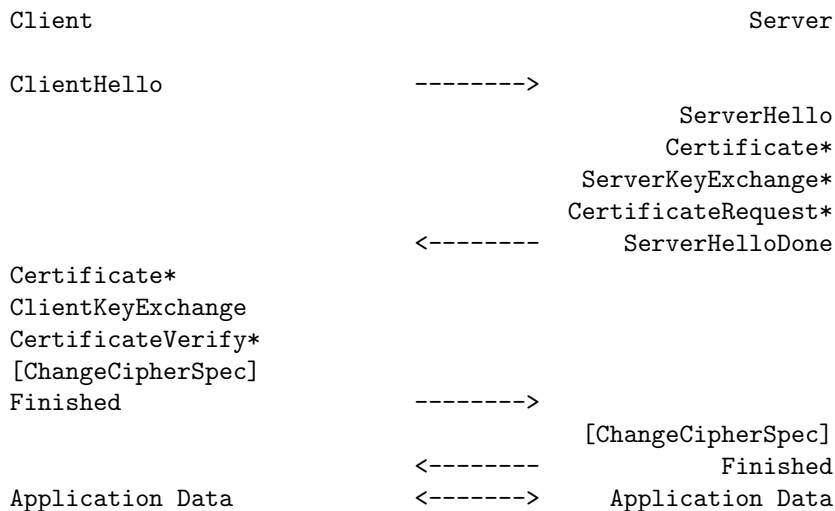 Client Server
ClientHello -------->
ServerHello
Certificate*
ServerKeyExchange*
CertificateRequest*
<-------- ServerHelloDone
Certificate*
ClientKeyExchange
CertificateVerify*
[ChangeCipherSpec]
Finished -------->
[ChangeCipherSpec]
<-------- Finished
Application Data <-------> Application Data